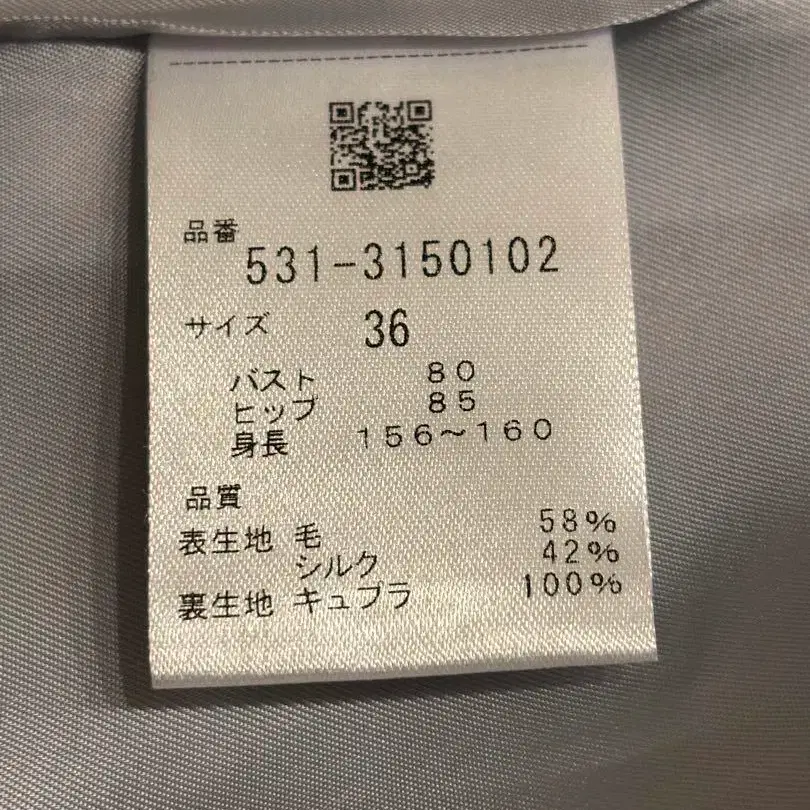 品番
531-3150102
サイズ 36
バスト 80
ヒップ 85
身長 156～160
品質
表生地 毛 58%
シルク 42%
裏生地 キュプラ 100%